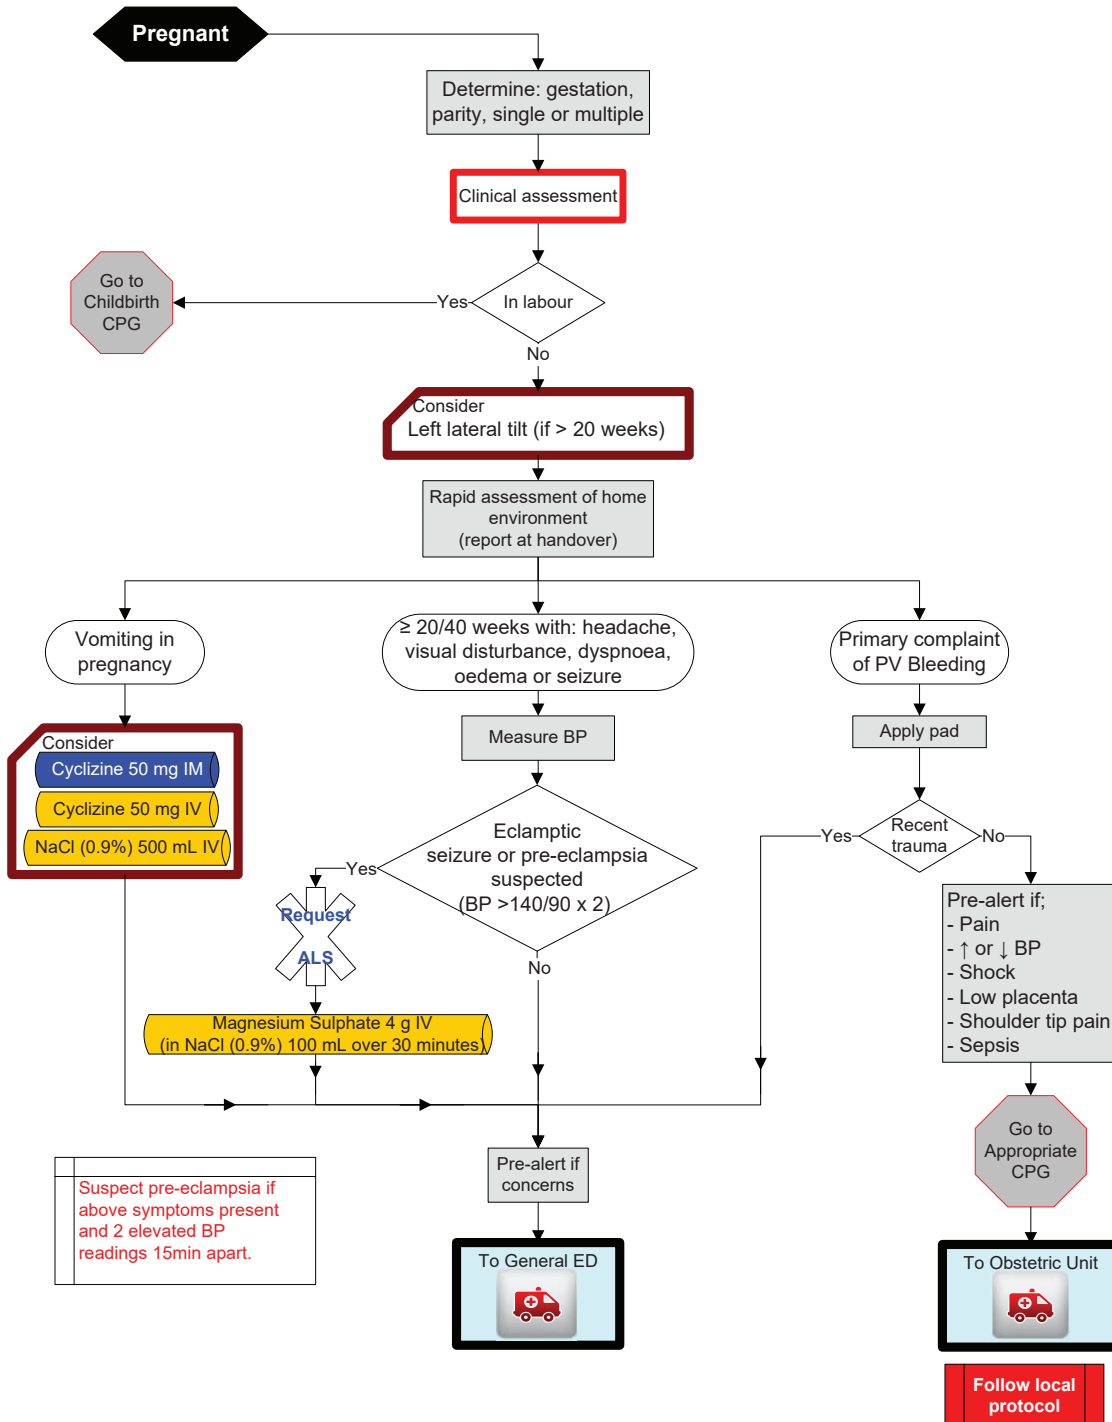 Pregnant
Determine: gestation,
parity, single or multiple
Clinical assessment
Go to
Childbirth
CPG
Yes
In labour
No
Consider
Left lateral tilt (if > 20 weeks)
Rapid assessment of home
environment
(report at handover)
Vomiting in
pregnancy
≥ 20/40 weeks with: headache,
visual disturbance, dyspnoea,
oedema or seizure
Primary complaint
of PV Bleeding
Consider
Cyclizine 50 mg IM
Cyclizine 50 mg IV
NaCl (0.9%) 500 mL IV
Measure BP
Apply pad
Eclamptic
seizure or pre-eclampsia
suspected
(BP >140/90 x 2)
Yes
No
Request
ALS
Magnesium Sulphate 4 g IV
(in NaCl (0.9%) 100 mL over 30 minutes)
Yes
Recent
trauma
No
Pre-alert if;
- Pain
- ↑ or ↓ BP
- Shock
- Low placenta
- Shoulder tip pain
- Sepsis
Go to
Appropriate
CPG
Pre-alert if
concerns
Suspect pre-eclampsia if
above symptoms present
and 2 elevated BP
readings 15min apart.
To General ED
To Obstetric Unit
Follow local
protocol